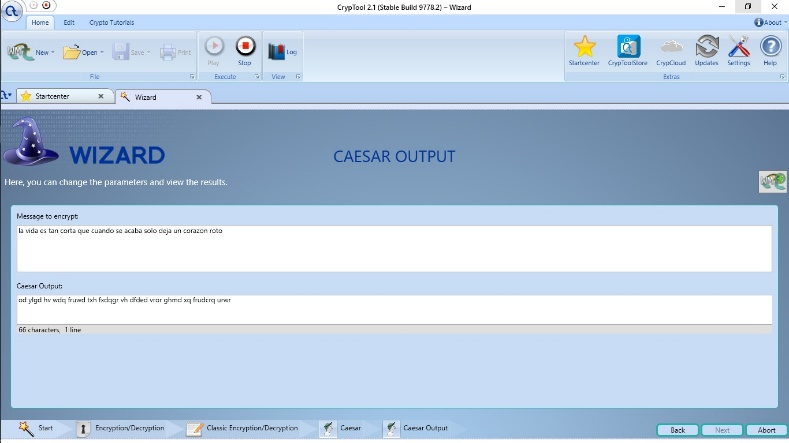 CrypTool 2.1 (Stable Build 9778.2) – Wizard
Home Edit Crypto Tutorials About
New Open Save Print Play Stop Log Startcenter CrypToolStore CrypCloud Updates Settings Help
File Execute View Extras
Startcenter Wizard
WIZARD
CAESAR OUTPUT
Here, you can change the parameters and view the results.
Message to encrypt:
la vida es tan corta que cuando se acaba solo deja un corazon roto
Caesar Output:
od ylgd hv wdq fruwd txh fxdqgr vh dfded vror ghmd xq frudcrq urwr
66 characters, 1 line
Start Encryption/Decryption Classic Encryption/Decryption Caesar Caesar Output Back Next Abort